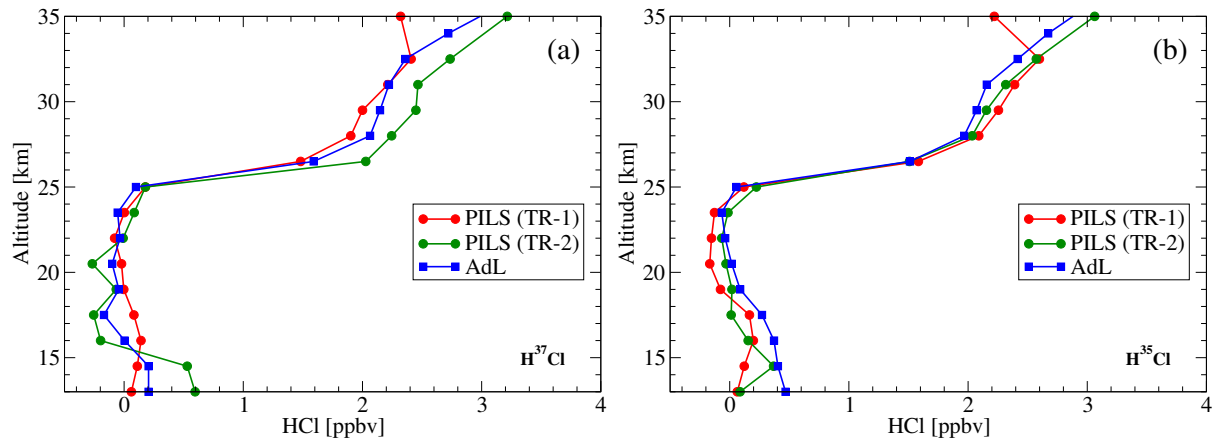 35
30
25
20
15
Altitude [km]
(a)
PILS (TR-1)
PILS (TR-2)
AdL
H³⁷Cl
0 1 2 3 4
HCl [ppbv]
35
30
25
20
15
Altitude [km]
(b)
PILS (TR-1)
PILS (TR-2)
AdL
H³⁵Cl
0 1 2 3 4
HCl [ppbv]